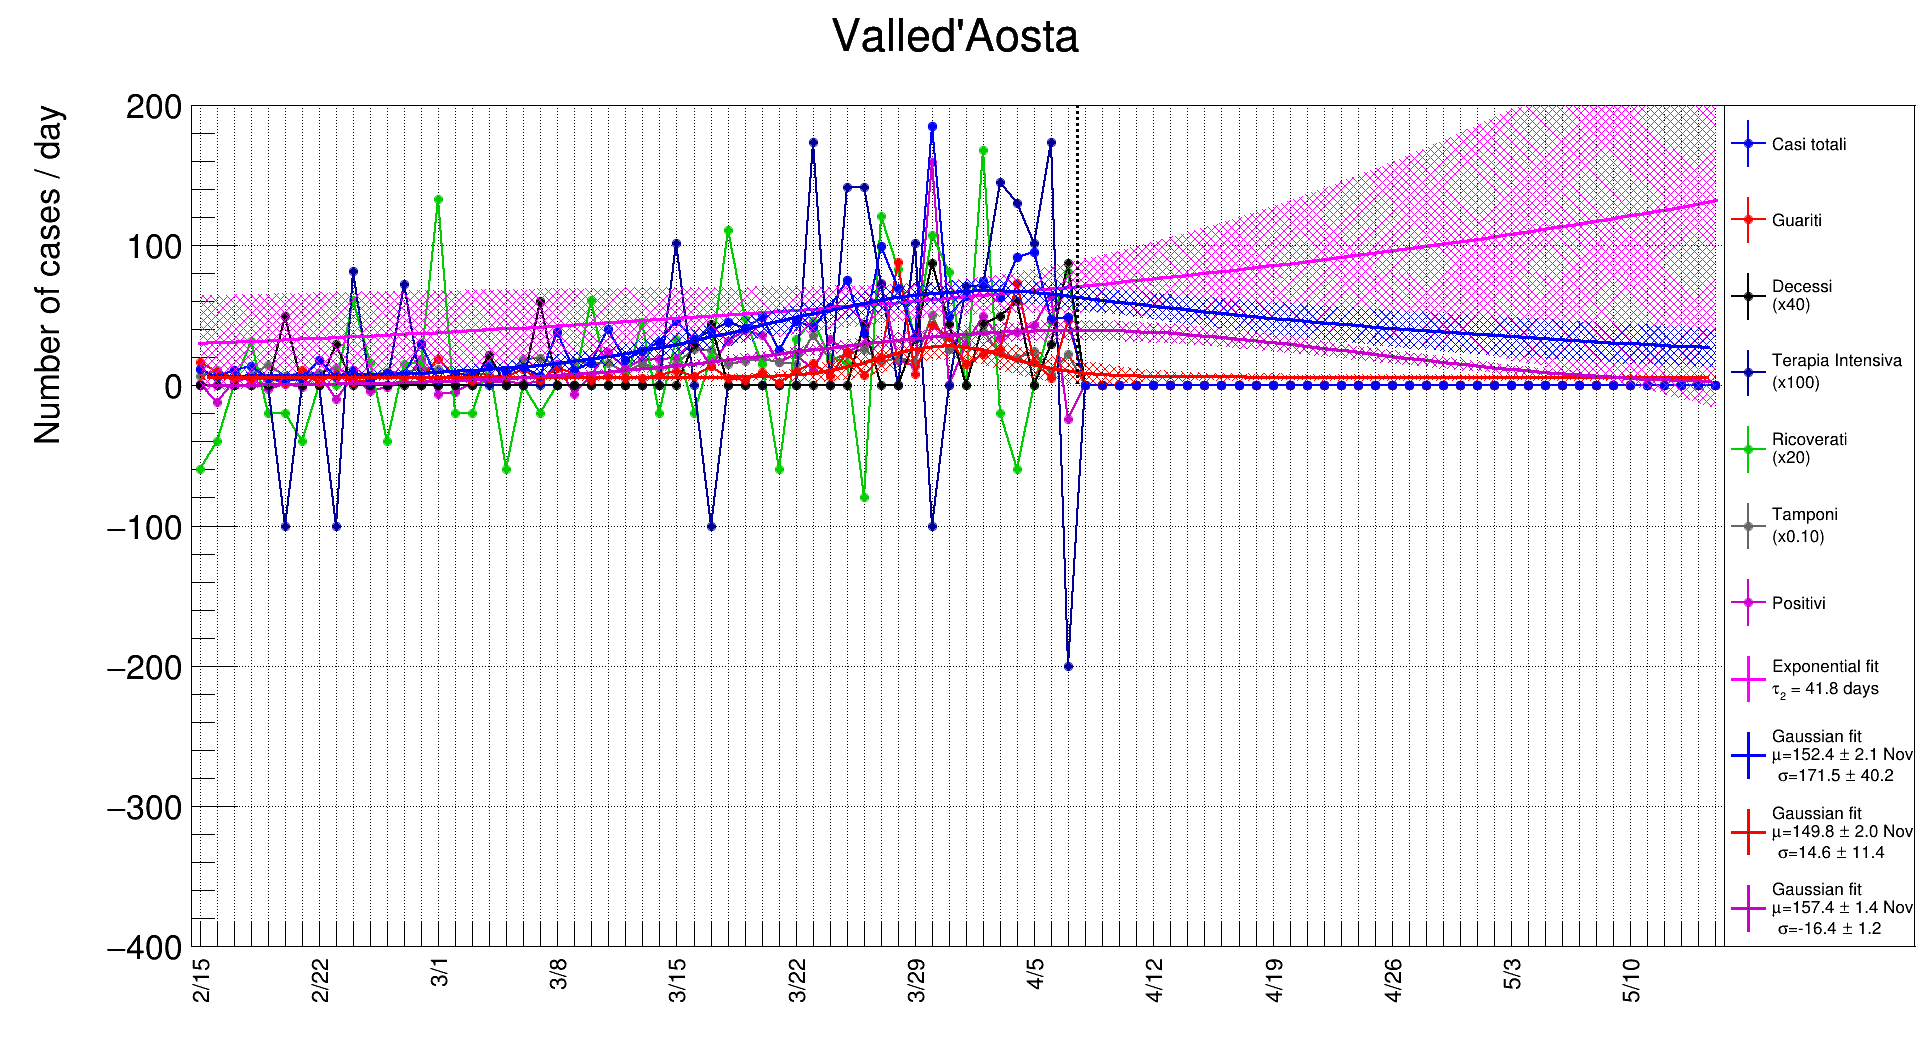 Valled'Aosta
Number of cases / day
200
100
0
−100
−200
−300
−400
2/15
2/22
3/1
3/8
3/15
3/22
3/29
4/5
4/12
4/19
4/26
5/3
5/10
Casi totali
Guariti
Decessi
(x40)
Terapia Intensiva
(x100)
Ricoverati
(x20)
Tamponi
(x0.10)
Positivi
Exponential fit
τ2 = 41.8 days
Gaussian fit
μ=152.4 ± 2.1 Nov
σ=171.5 ± 40.2
Gaussian fit
μ=149.8 ± 2.0 Nov
σ=14.6 ± 11.4
Gaussian fit
μ=157.4 ± 1.4 Nov
σ=-16.4 ± 1.2